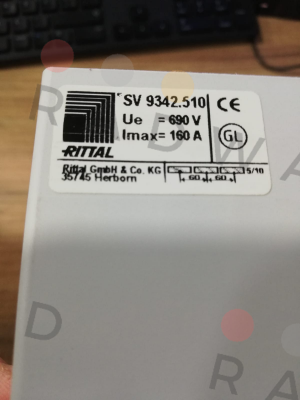 SV 9342.510
Ue = 690 V
Imax= 160 A
CE
GL
RITTAL
Rittal GmbH & Co. KG
35745 Herborn
5/10
60 60
R A D W A
R A D
D
R A D